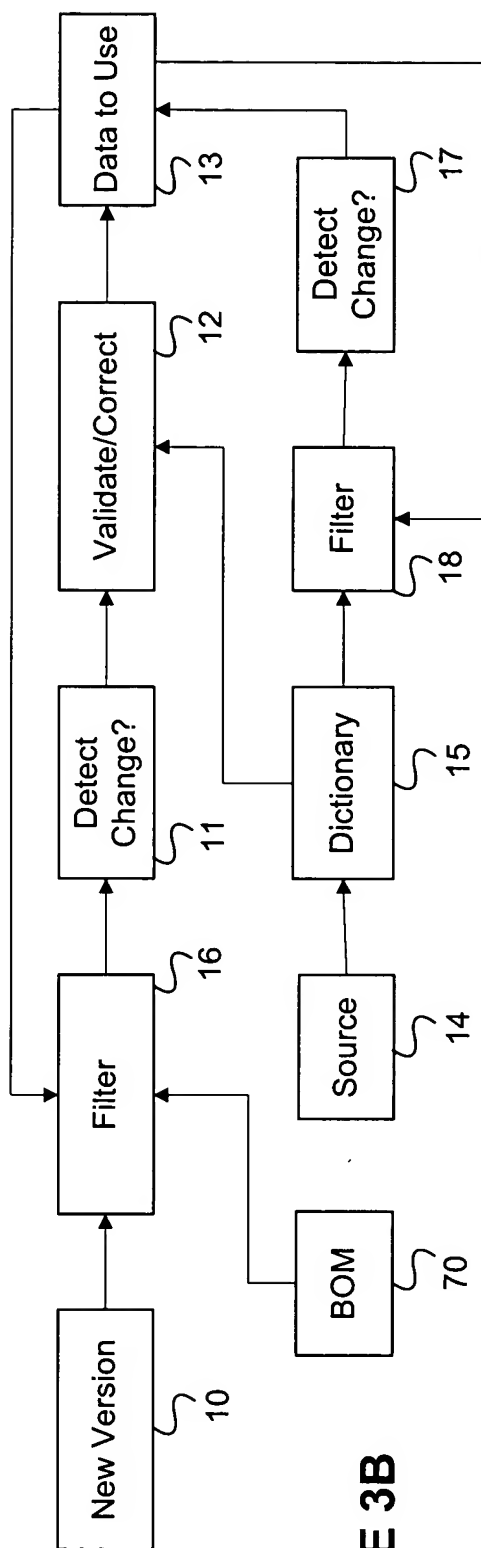 New Version
10
Filter
16
Detect
Change?
11
Validate/Correct
12
Data to Use
13
BOM
70
Source
14
Dictionary
15
Filter
18
Detect
Change?
17
E 3B